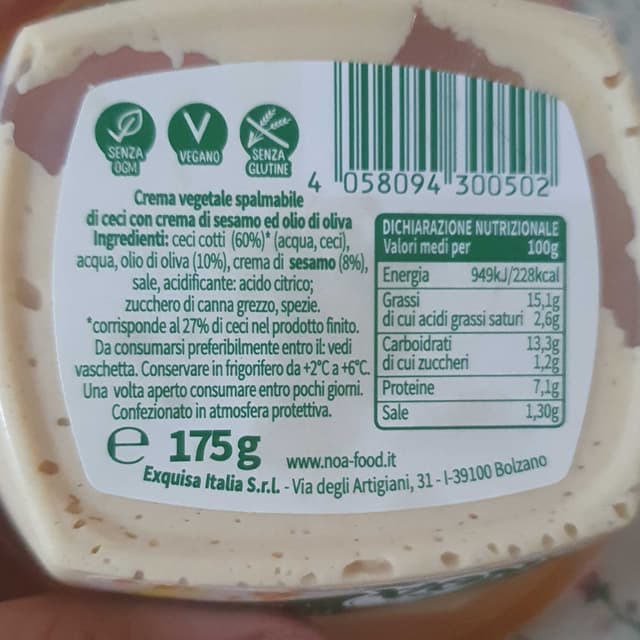 SENZA
OGM
VEGANO
SENZA
GLUTINE
4 058094 300502
Crema vegetale spalmabile
di ceci con crema di sesamo ed olio di oliva
Ingredienti: ceci cotti (60%)* (acqua, ceci),
acqua, olio di oliva (10%), crema di sesamo (8%),
sale, acidificante: acido citrico;
zucchero di canna grezzo, spezie.
*corrisponde al 27% di ceci nel prodotto finito.
Da consumarsi preferibilmente entro il: vedi
vaschetta. Conservare in frigorifero da +2°C a +6°C.
Una volta aperto consumare entro pochi giorni.
Confezionato in atmosfera protettiva.
DICHIARAZIONE NUTRIZIONALE
Valori medi per 100g
Energia 949kJ/228kcal
Grassi 15,1g
di cui acidi grassi saturi 2,6g
Carboidrati 13,3g
di cui zuccheri 1,2g
Proteine 7,1g
Sale 1,30g
e 175g
www.noa-food.it
Exquisa Italia S.r.l. - Via degli Artigiani, 31 - I-39100 Bolzano